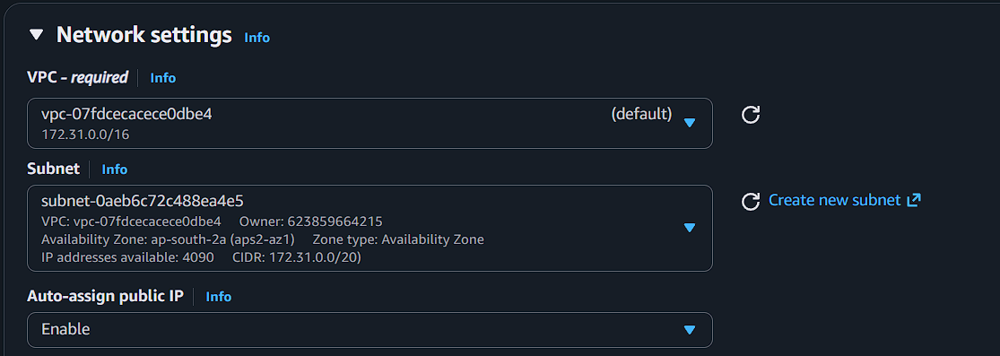 Network settings Info
VPC - required Info
vpc-07fdcecacece0dbe4 (default)
172.31.0.0/16
Subnet Info
subnet-0aeb6c72c488ea4e5
Create new subnet
VPC: vpc-07fdcecacece0dbe4 Owner: 623859664215
Availability Zone: ap-south-2a (aps2-az1) Zone type: Availability Zone
IP addresses available: 4090 CIDR: 172.31.0.0/20)
Auto-assign public IP Info
Enable